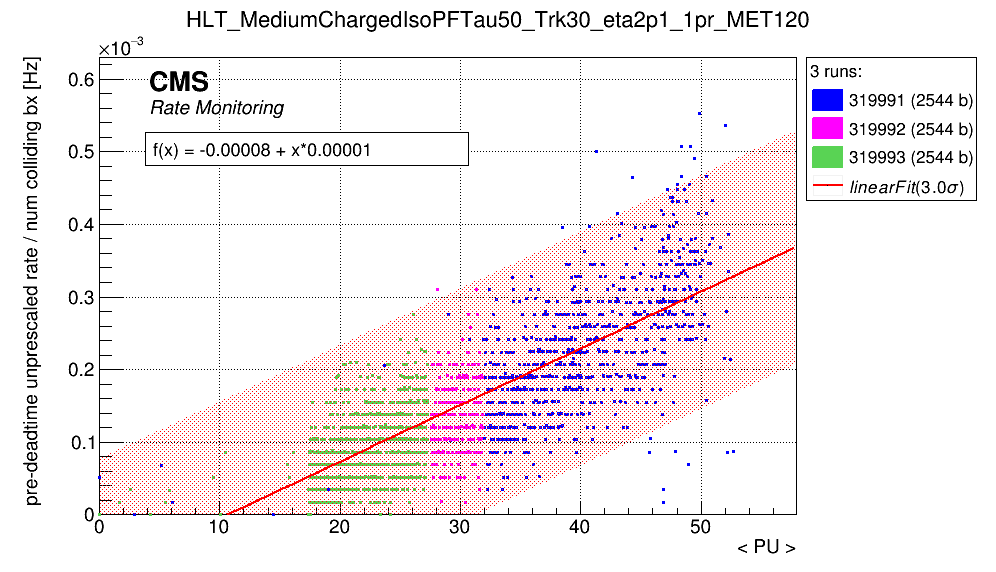 HLT_MediumChargedIsoPFTau50_Trk30_eta2p1_1pr_MET120
×10⁻³
pre-deadtime unprescaled rate / num colliding bx [Hz]
CMS
Rate Monitoring
f(x) = -0.00008 + x*0.00001
0.6
0.5
0.4
0.3
0.2
0.1
0
0 10 20 30 40 50
< PU >
3 runs:
319991 (2544 b)
319992 (2544 b)
319993 (2544 b)
linearFit(3.0σ)